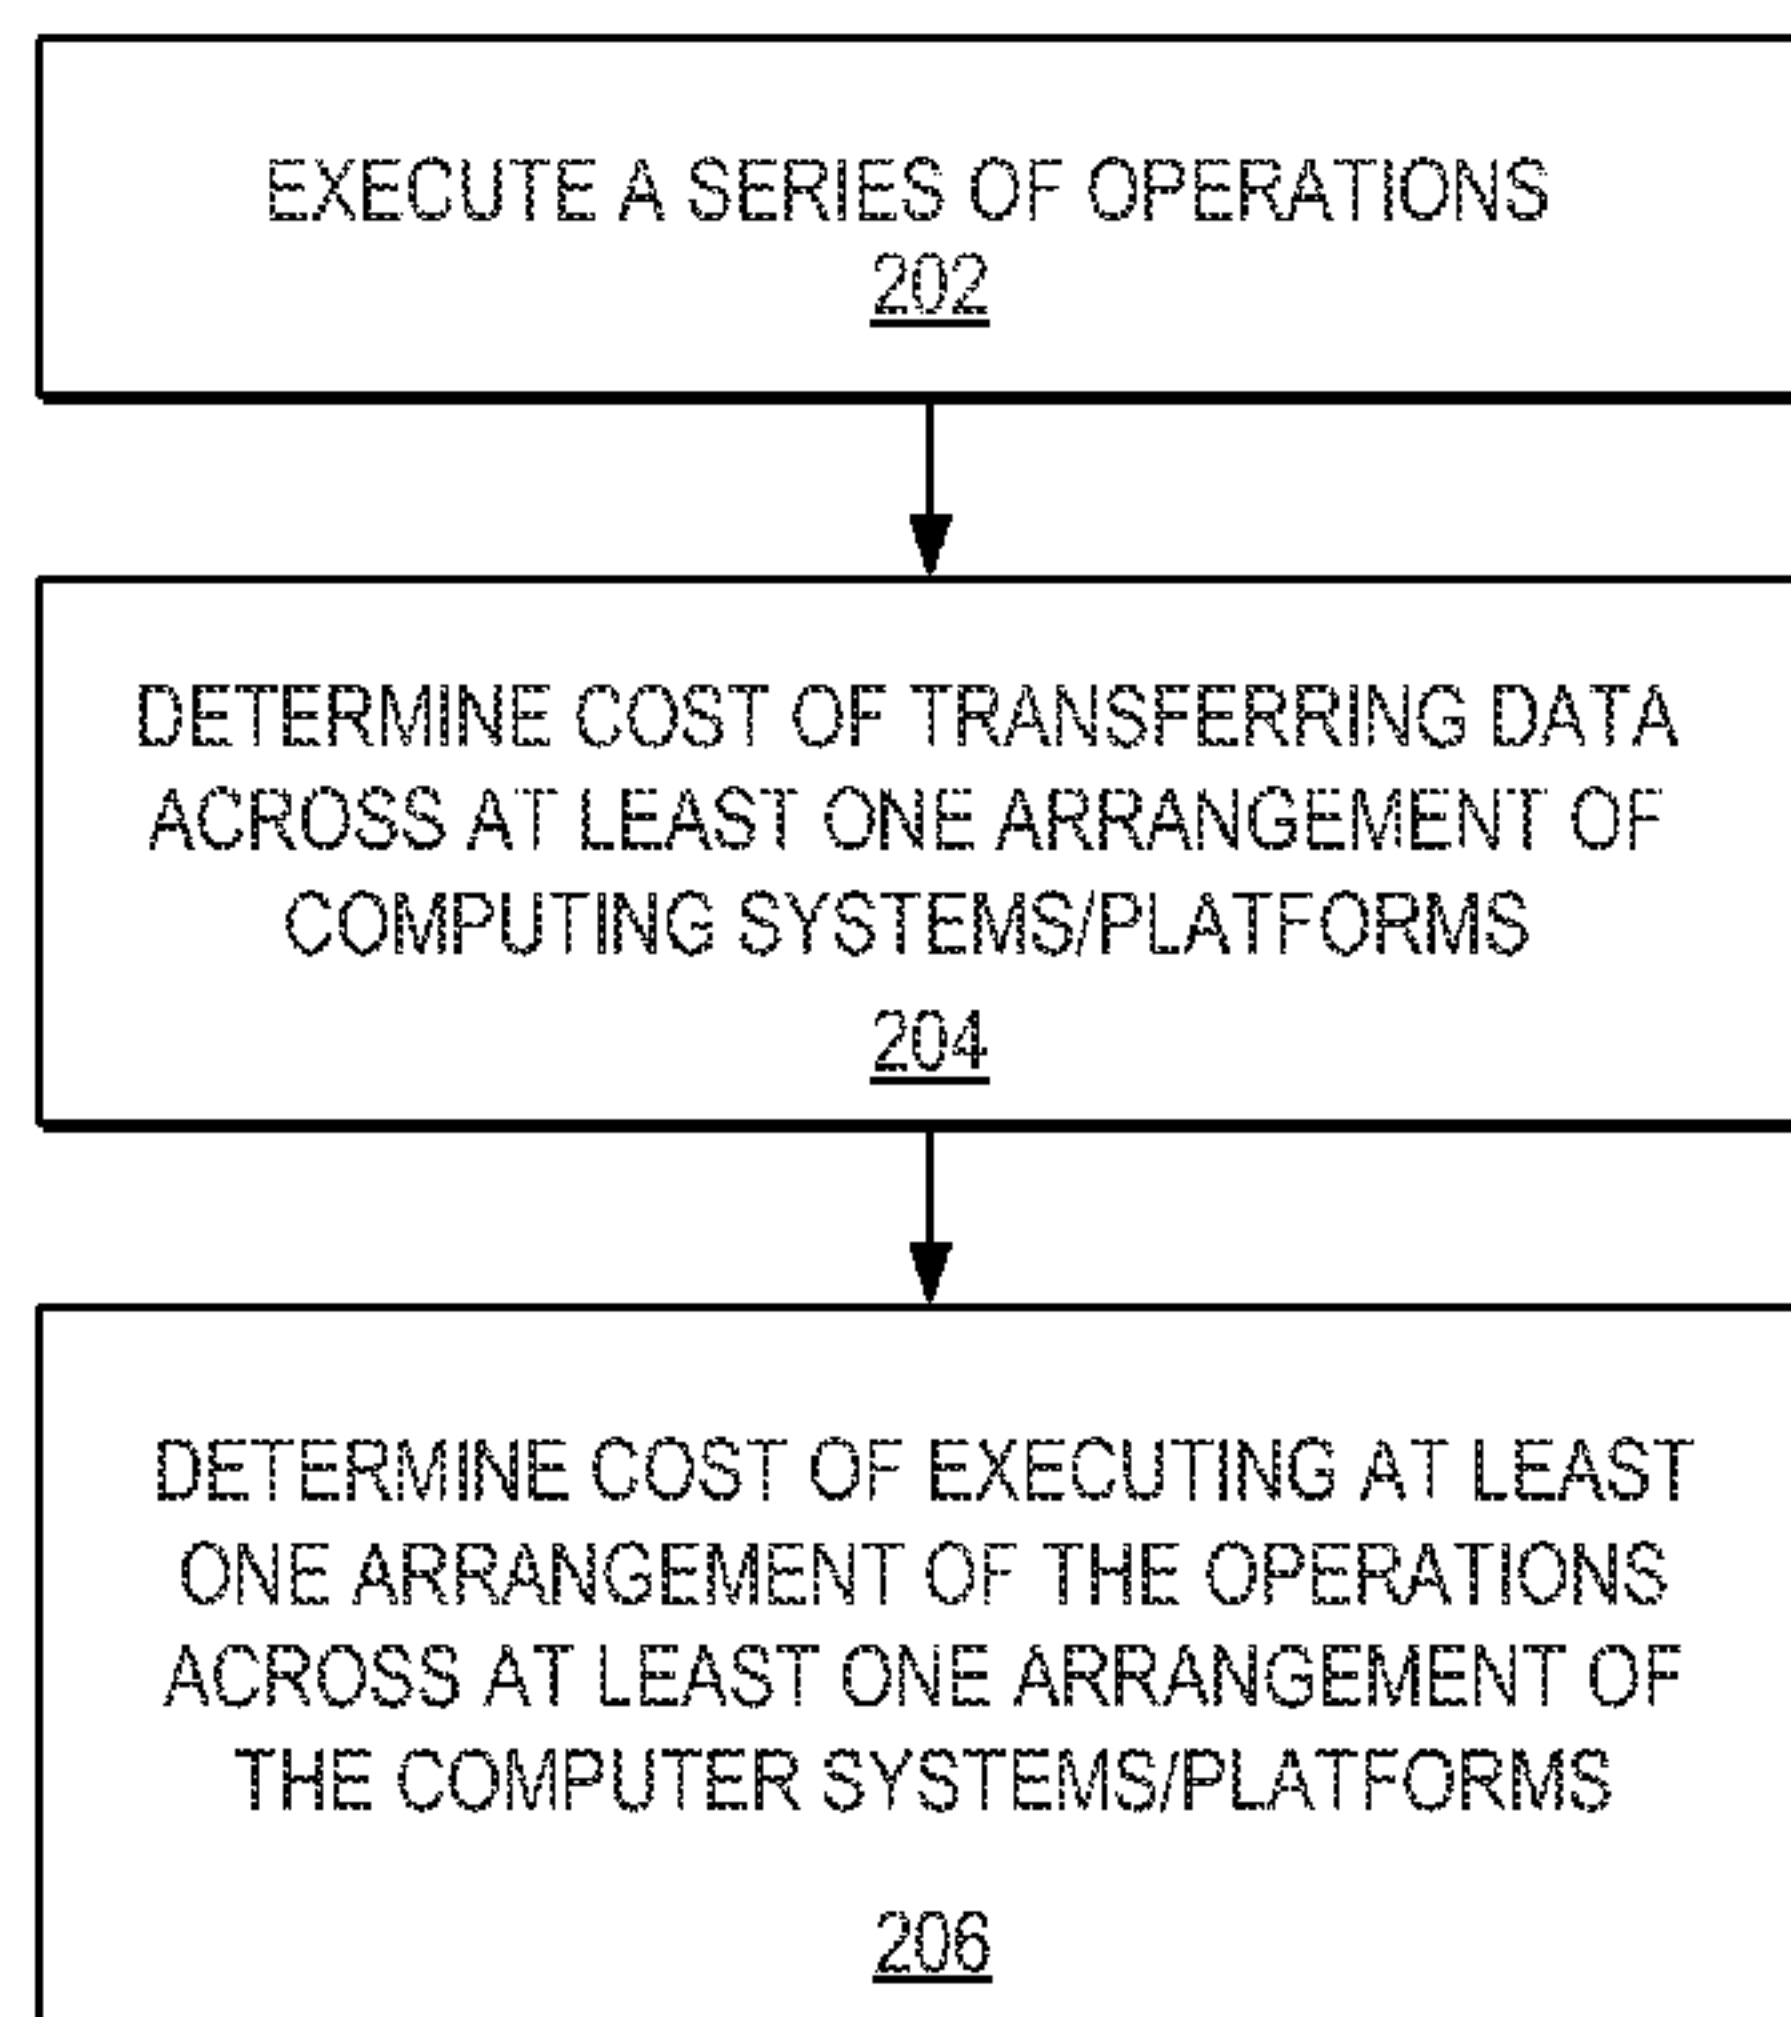 EXECUTE A SERIES OF OPERATIONS
202
DETERMINE COST OF TRANSFERRING DATA
ACROSS AT LEAST ONE ARRANGEMENT OF
COMPUTING SYSTEMS/PLATFORMS
204
DETERMINE COST OF EXECUTING AT LEAST
ONE ARRANGEMENT OF THE OPERATIONS
ACROSS AT LEAST ONE ARRANGEMENT OF
THE COMPUTER SYSTEMS/PLATFORMS
206